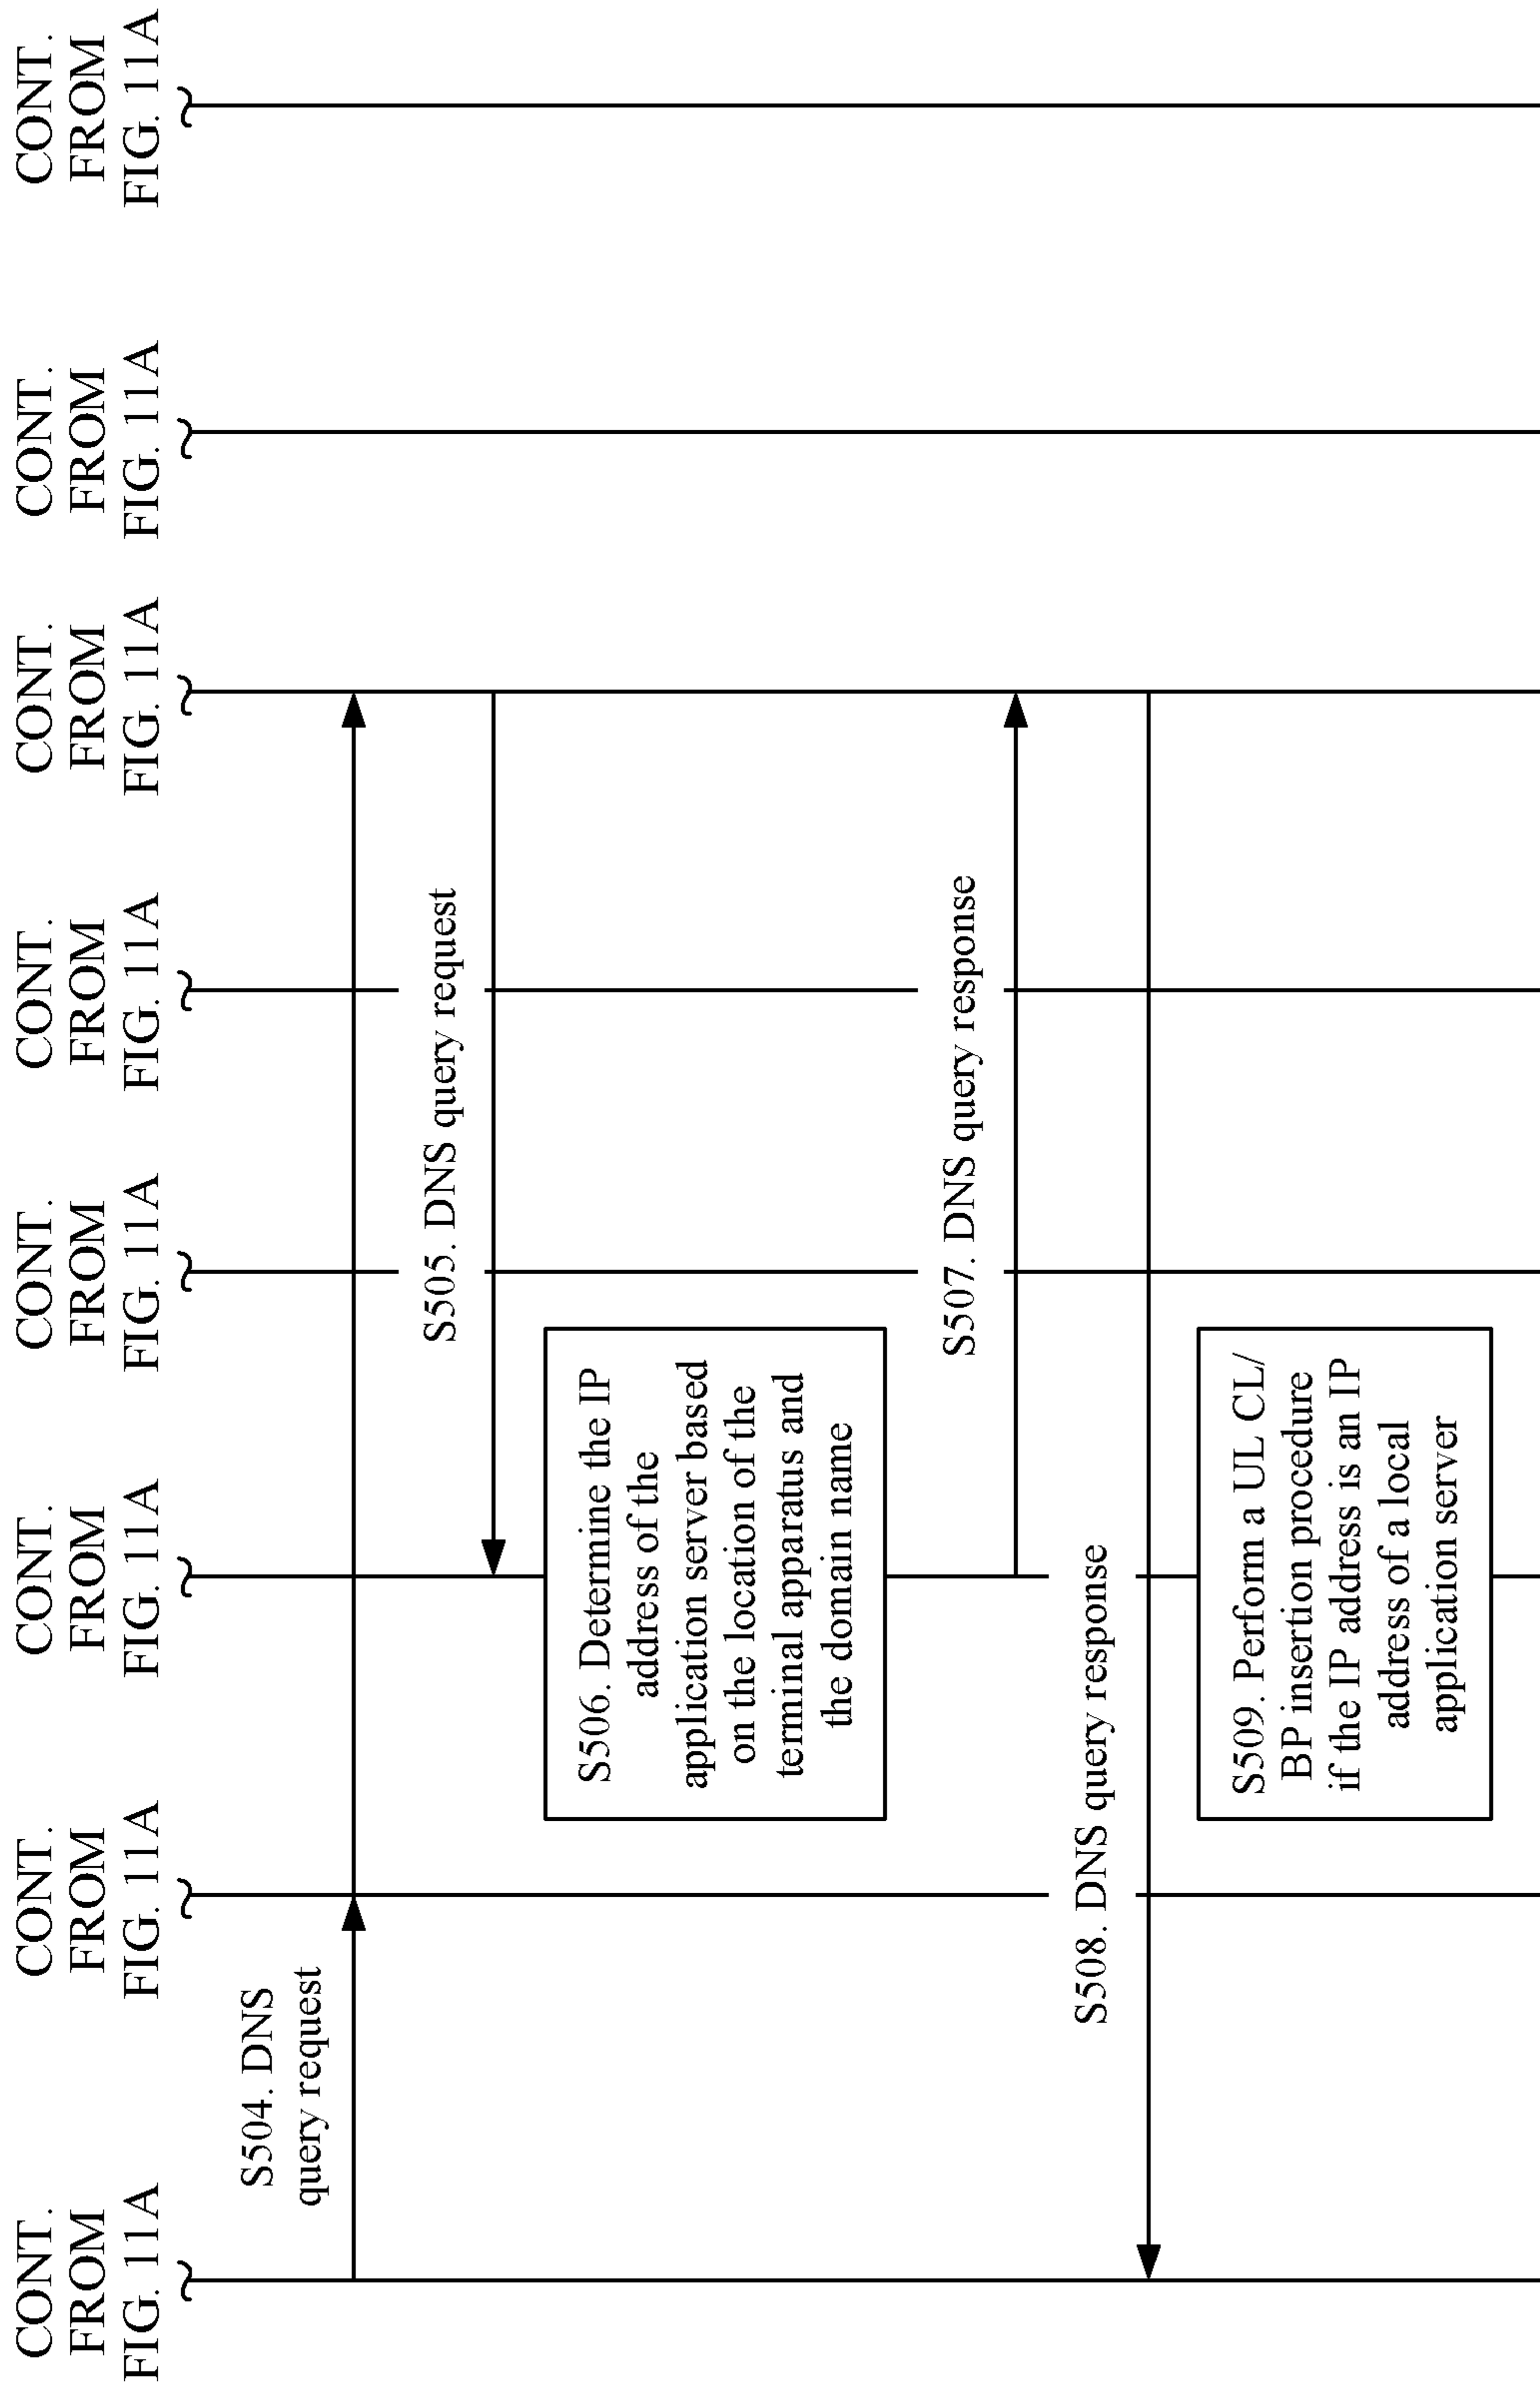 CONT.
FROM
FIG. 11A
CONT.
FROM
FIG. 11A
CONT.
FROM
FIG. 11A
CONT.
FROM
FIG. 11A
CONT.
FROM
FIG. 11A
CONT.
FROM
FIG. 11A
CONT.
FROM
FIG. 11A
CONT.
FROM
FIG. 11A
S504. DNS
query request
S505. DNS query request
S506. Determine the IP
address of the
application server based
on the location of the
terminal apparatus and
the domain name
S507. DNS query response
S508. DNS query response
S509. Perform a UL CL/
BP insertion procedure
if the IP address is an IP
address of a local
application server